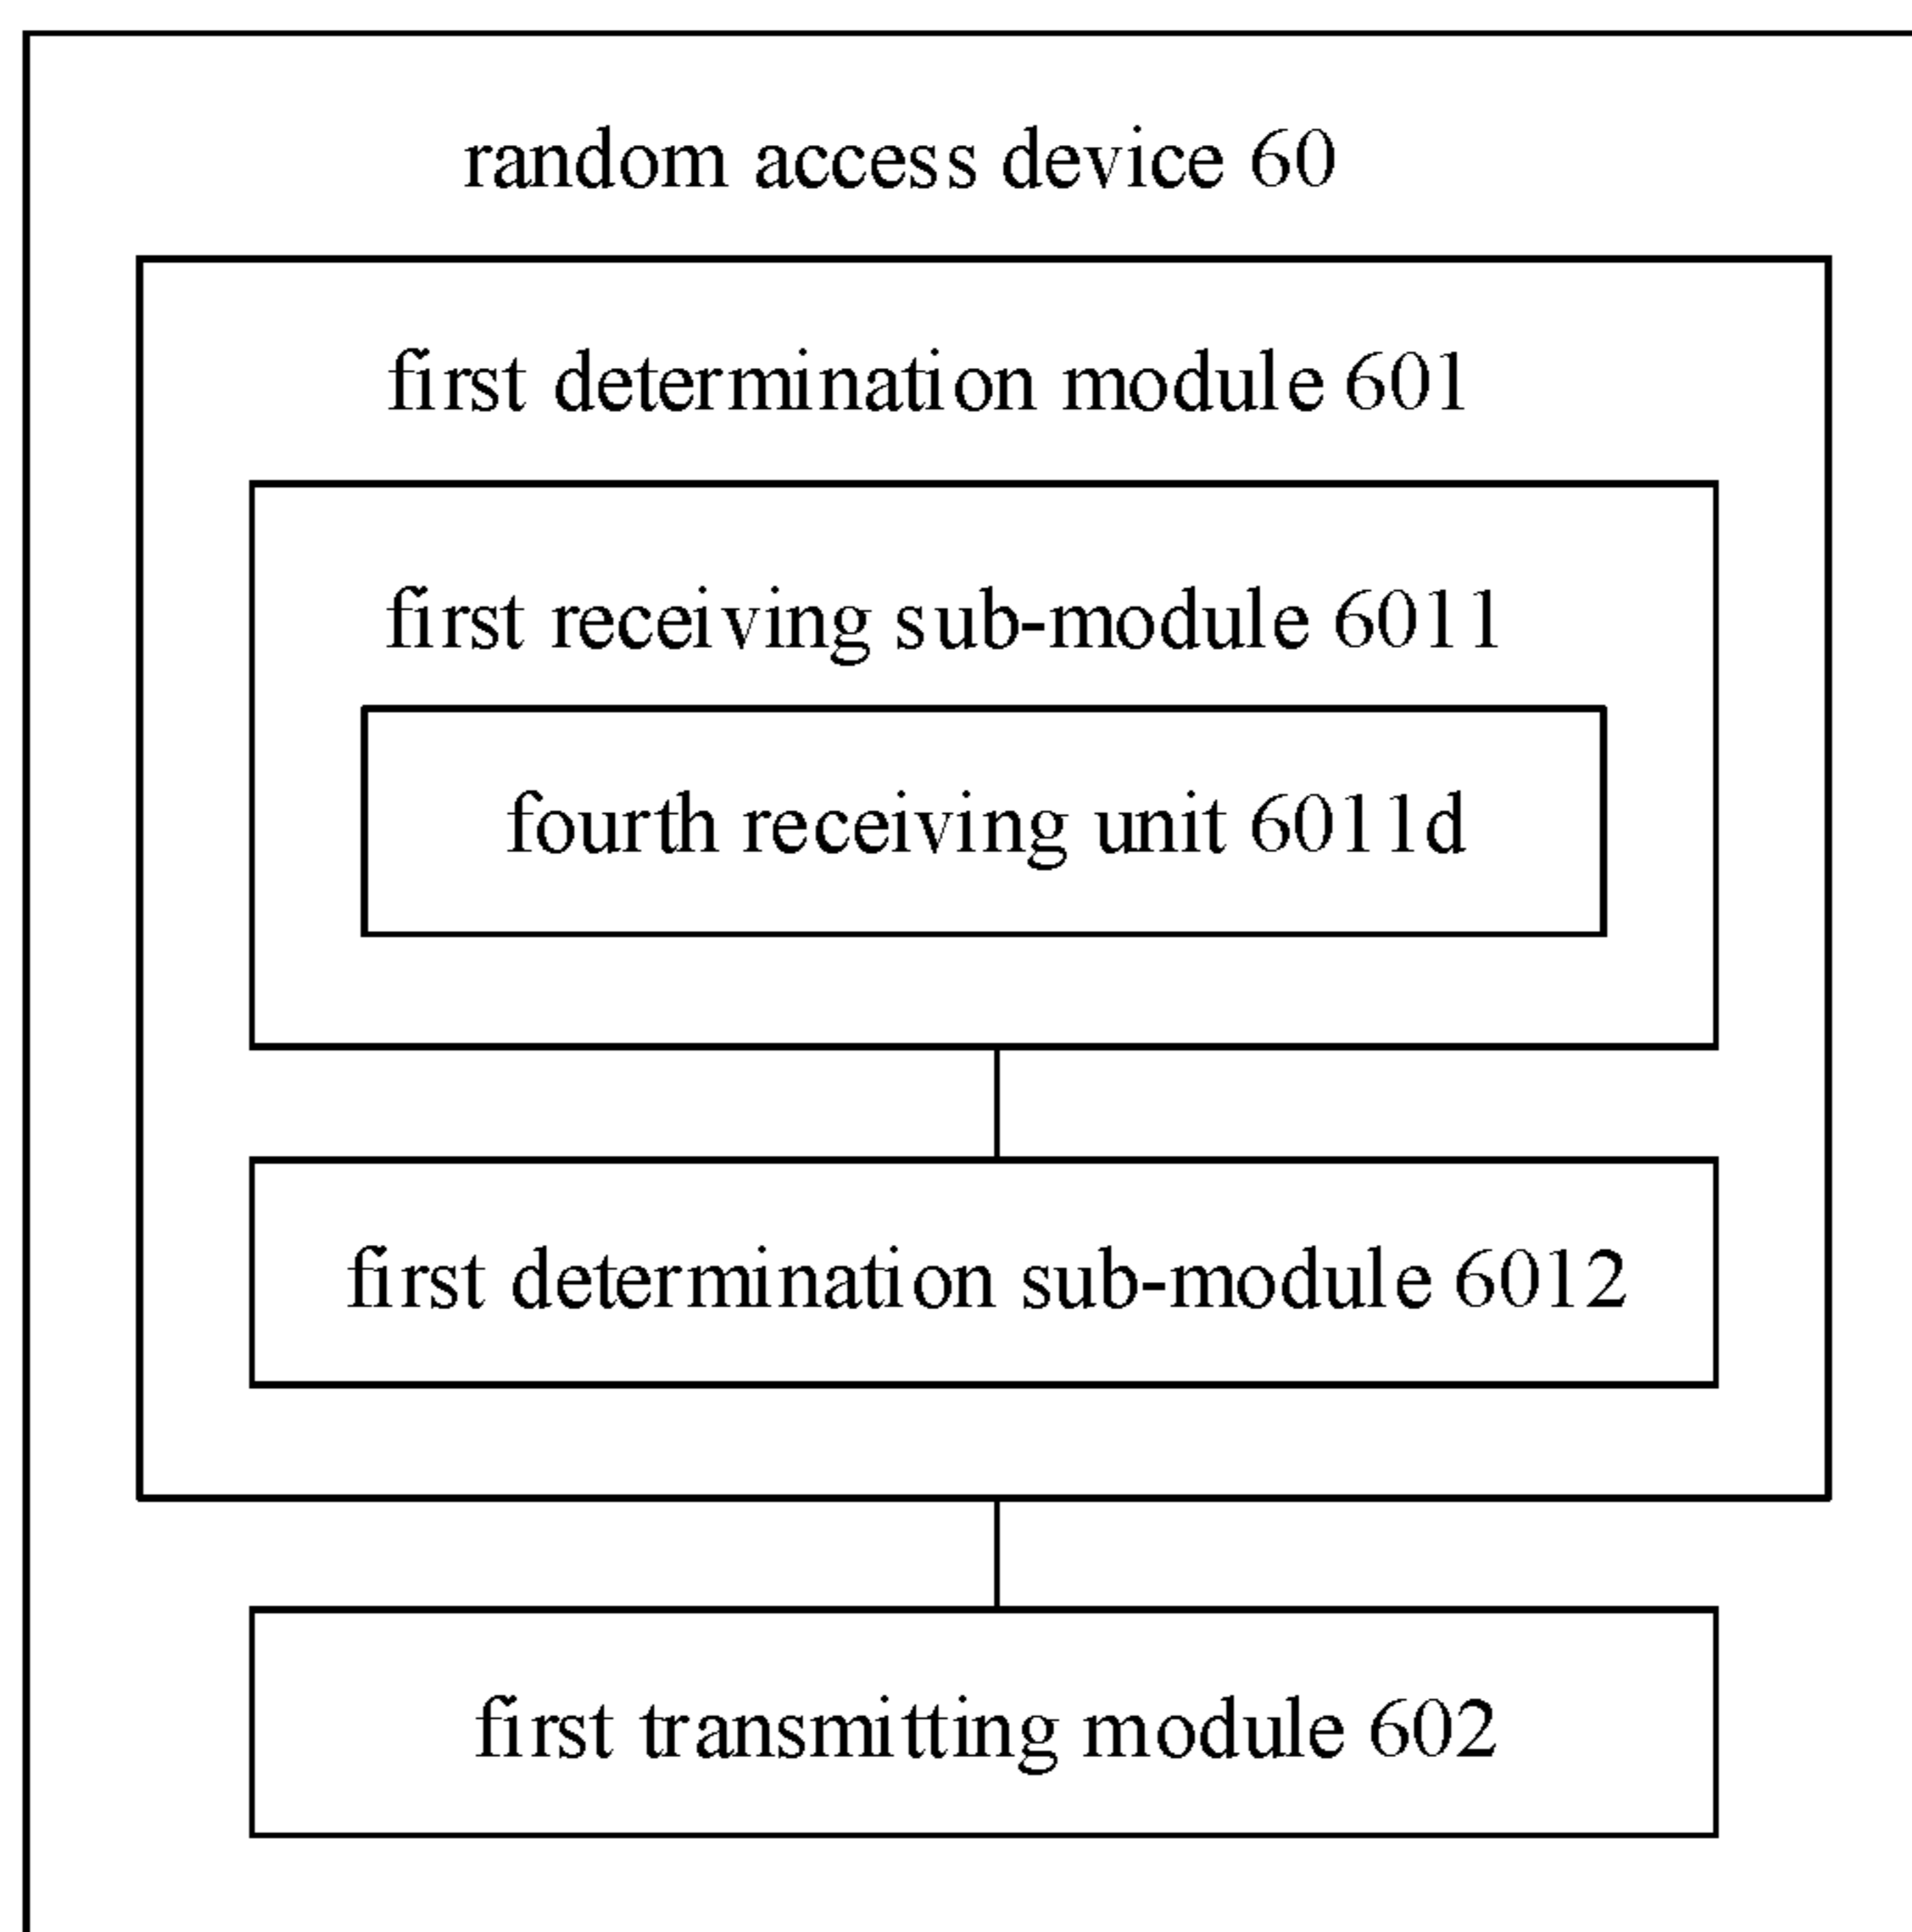 random access device 60
first determination module 601
first receiving sub-module 6011
fourth receiving unit 6011d
first determination sub-module 6012
first transmitting module 602